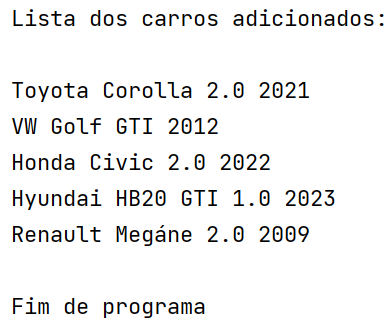 Lista dos carros adicionados:
Toyota Corolla 2.0 2021
VW Golf GTI 2012
Honda Civic 2.0 2022
Hyundai HB20 GTI 1.0 2023
Renault Megáne 2.0 2009
Fim de programa